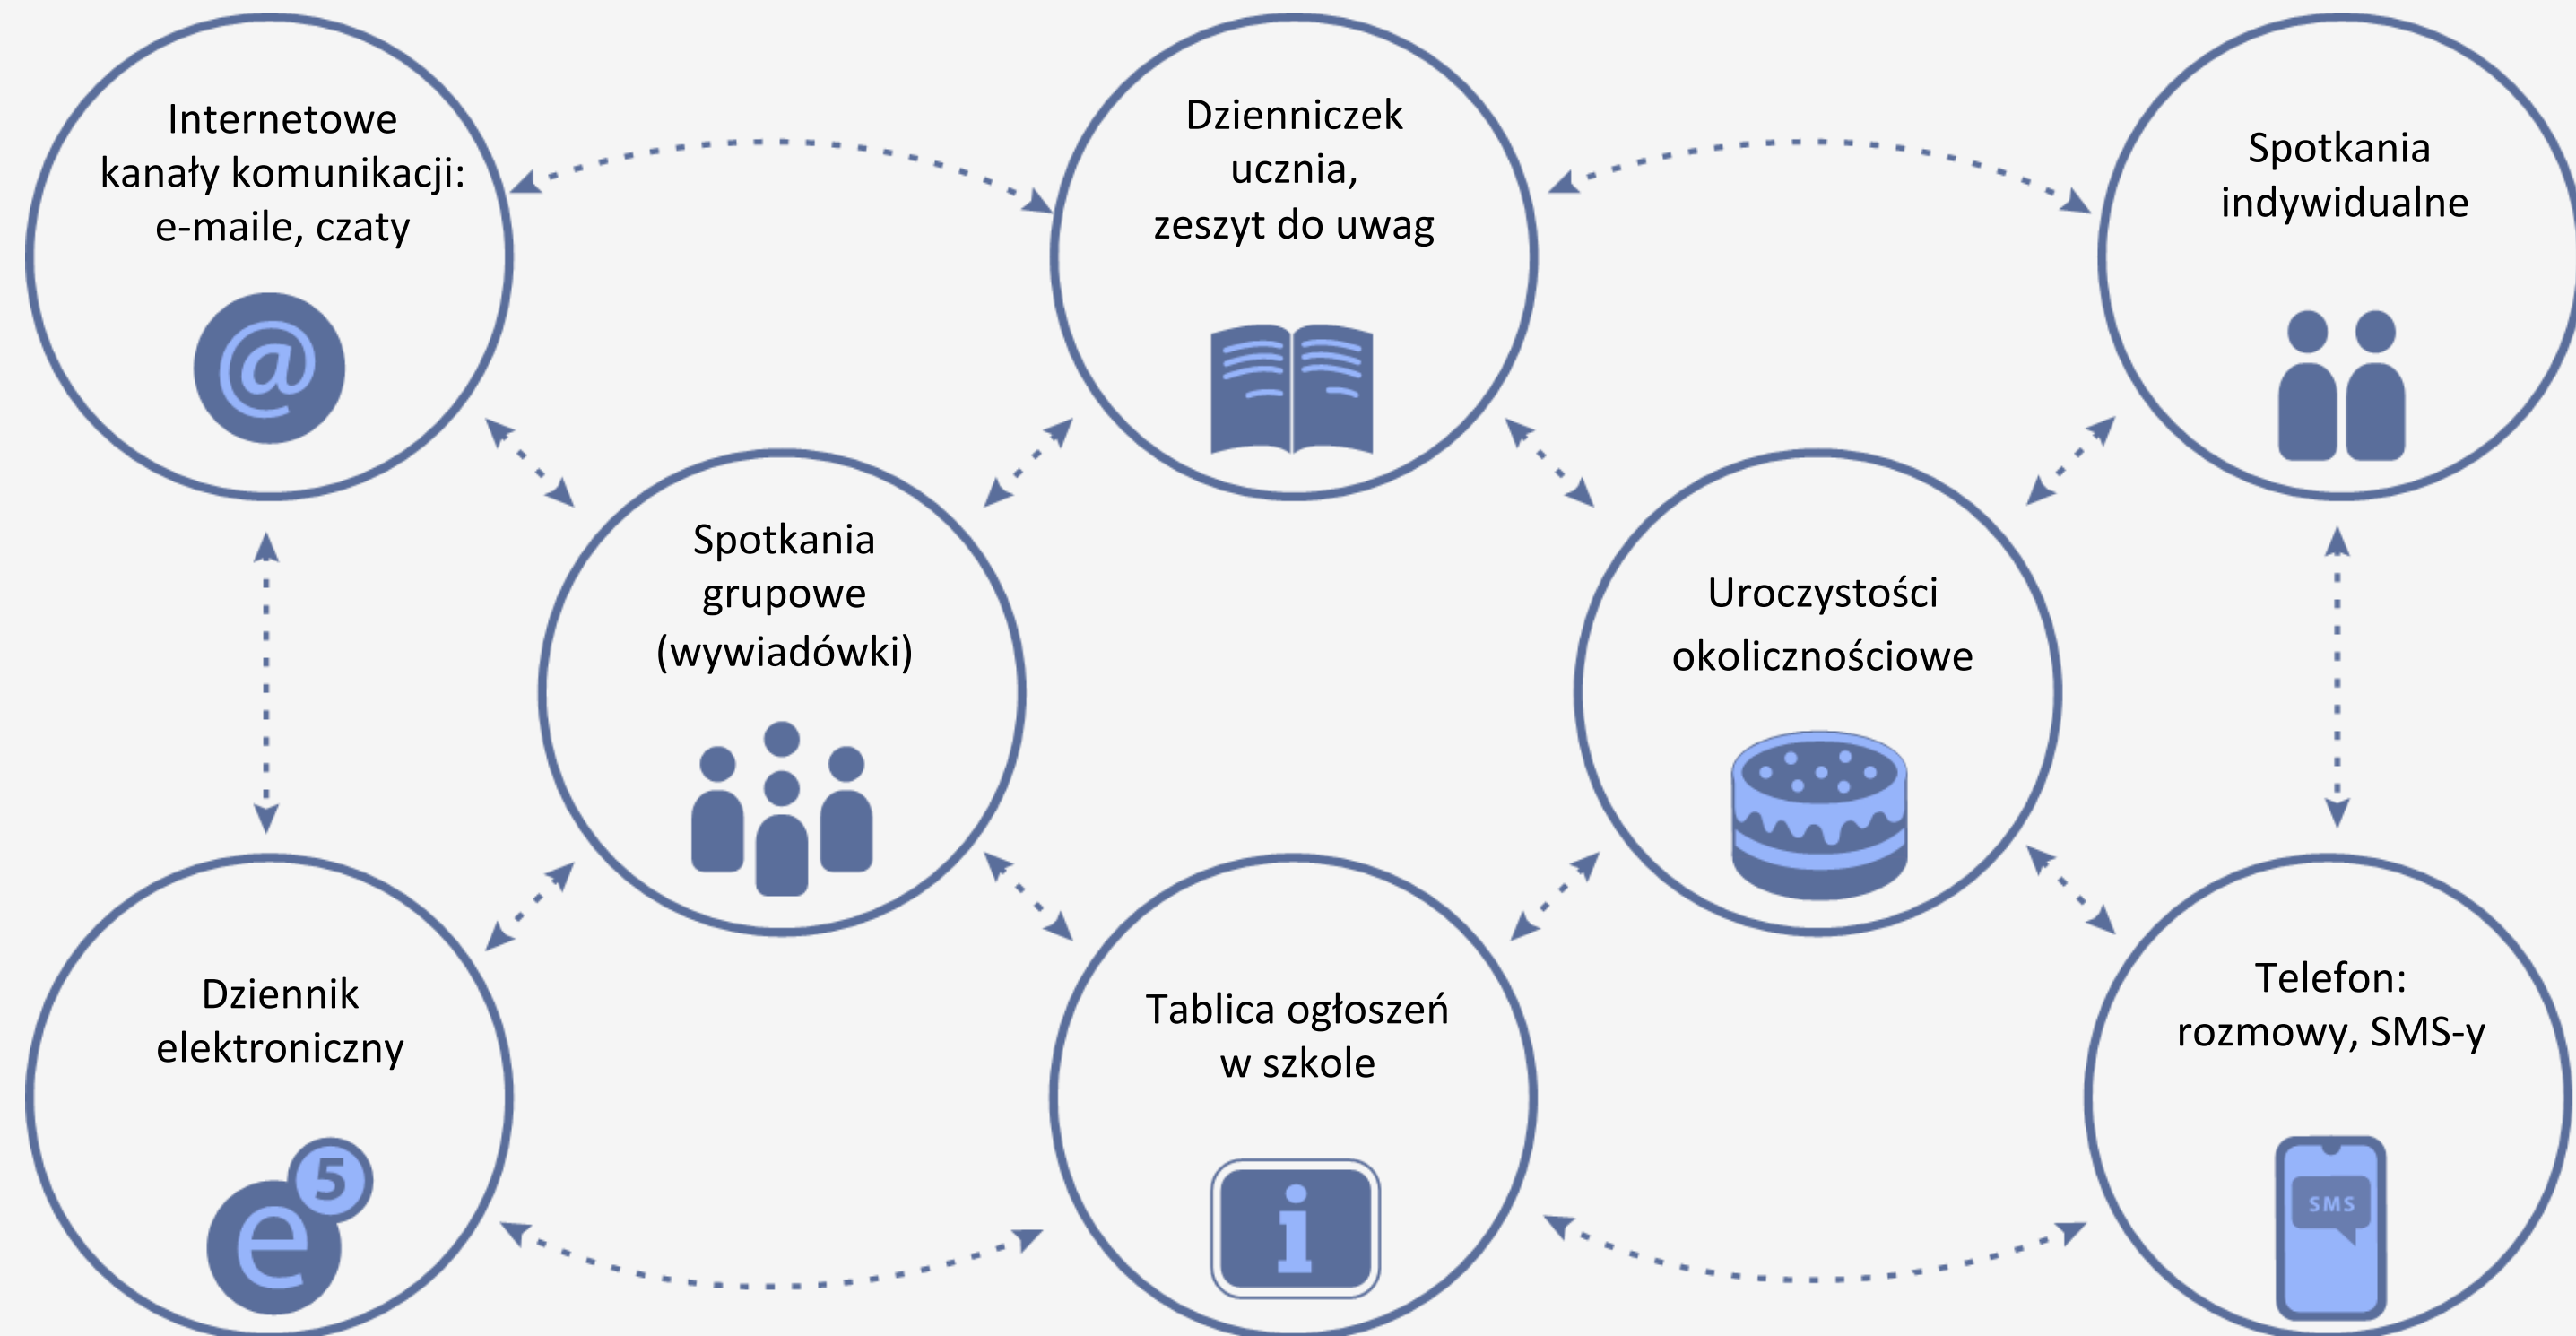 Internetowe
kanały komunikacji:
e-maile, czaty
@
Dzienniczek
ucznia,
zeszyt do uwag
Spotkania
indywidualne
Spotkania
grupowe
(wywiadówki)
Uroczystości
okolicznościowe
Dziennik
elektroniczny
e
5
Tablica ogłoszeń
w szkole
i
Telefon:
rozmowy, SMS-y
SMS